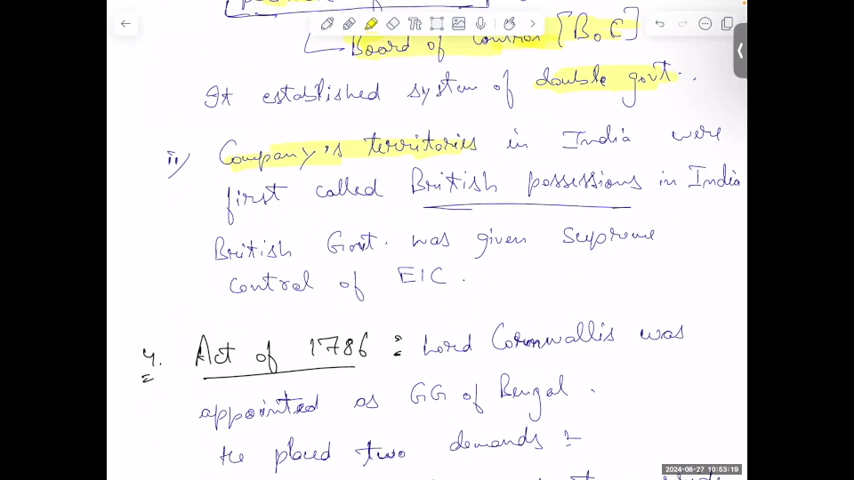 Board of Control [B.o C]
It established system of double govt.
ii) Company's territories in India were
first called British possessions in India
British Govt. was given Supreme
control of EIC.
4. Act of 1786 : Lord Cornwallis was
appointed as GG of Bengal.
He placed two demands :-
2024-08-27 10:53:19